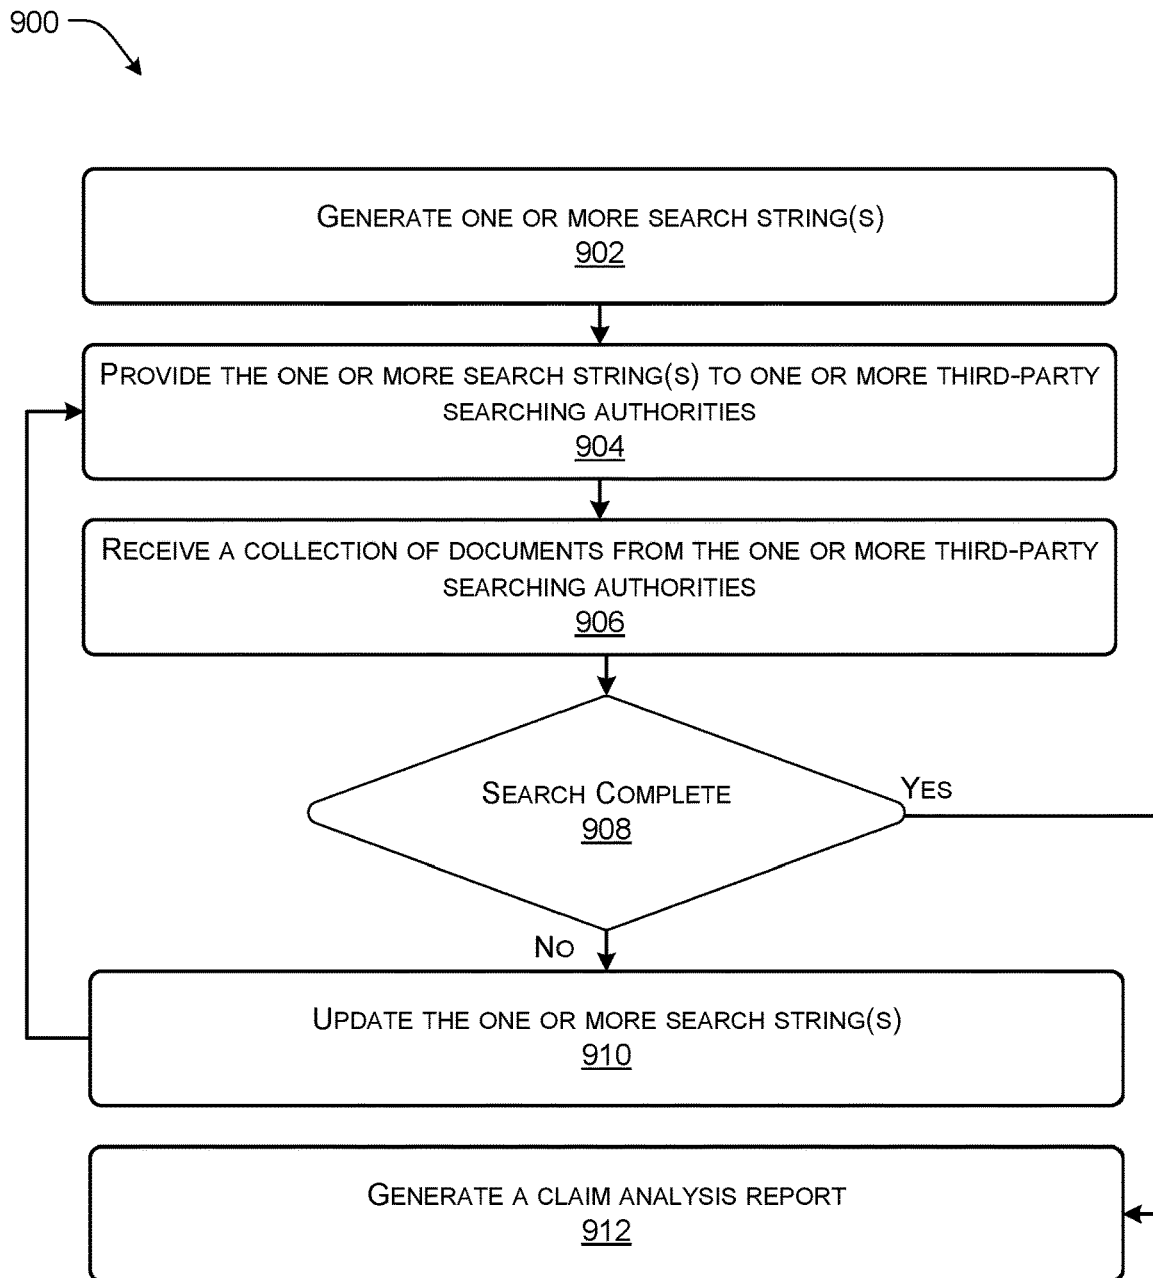 900
GENERATE ONE OR MORE SEARCH STRING(S)
902
PROVIDE THE ONE OR MORE SEARCH STRING(S) TO ONE OR MORE THIRD-PARTY
SEARCHING AUTHORITIES
904
RECEIVE A COLLECTION OF DOCUMENTS FROM THE ONE OR MORE THIRD-PARTY
SEARCHING AUTHORITIES
906
SEARCH COMPLETE
908
YES
NO
UPDATE THE ONE OR MORE SEARCH STRING(S)
910
GENERATE A CLAIM ANALYSIS REPORT
912